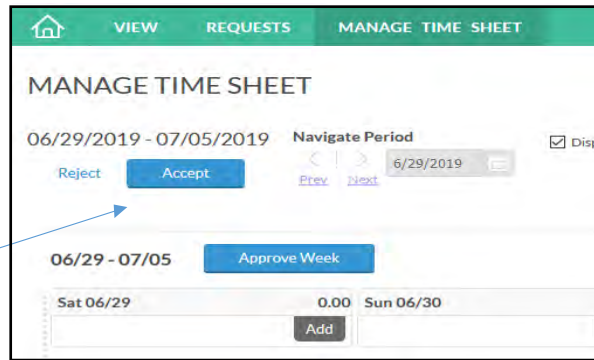 VIEW REQUESTS MANAGE TIME SHEET
MANAGE TIME SHEET
06/29/2019 - 07/05/2019 Navigate Period
Disp
6/29/2019
Reject Accept
Prev Next
06/29 - 07/05 Approve Week
Sat 06/29 0.00 Sun 06/30
Add